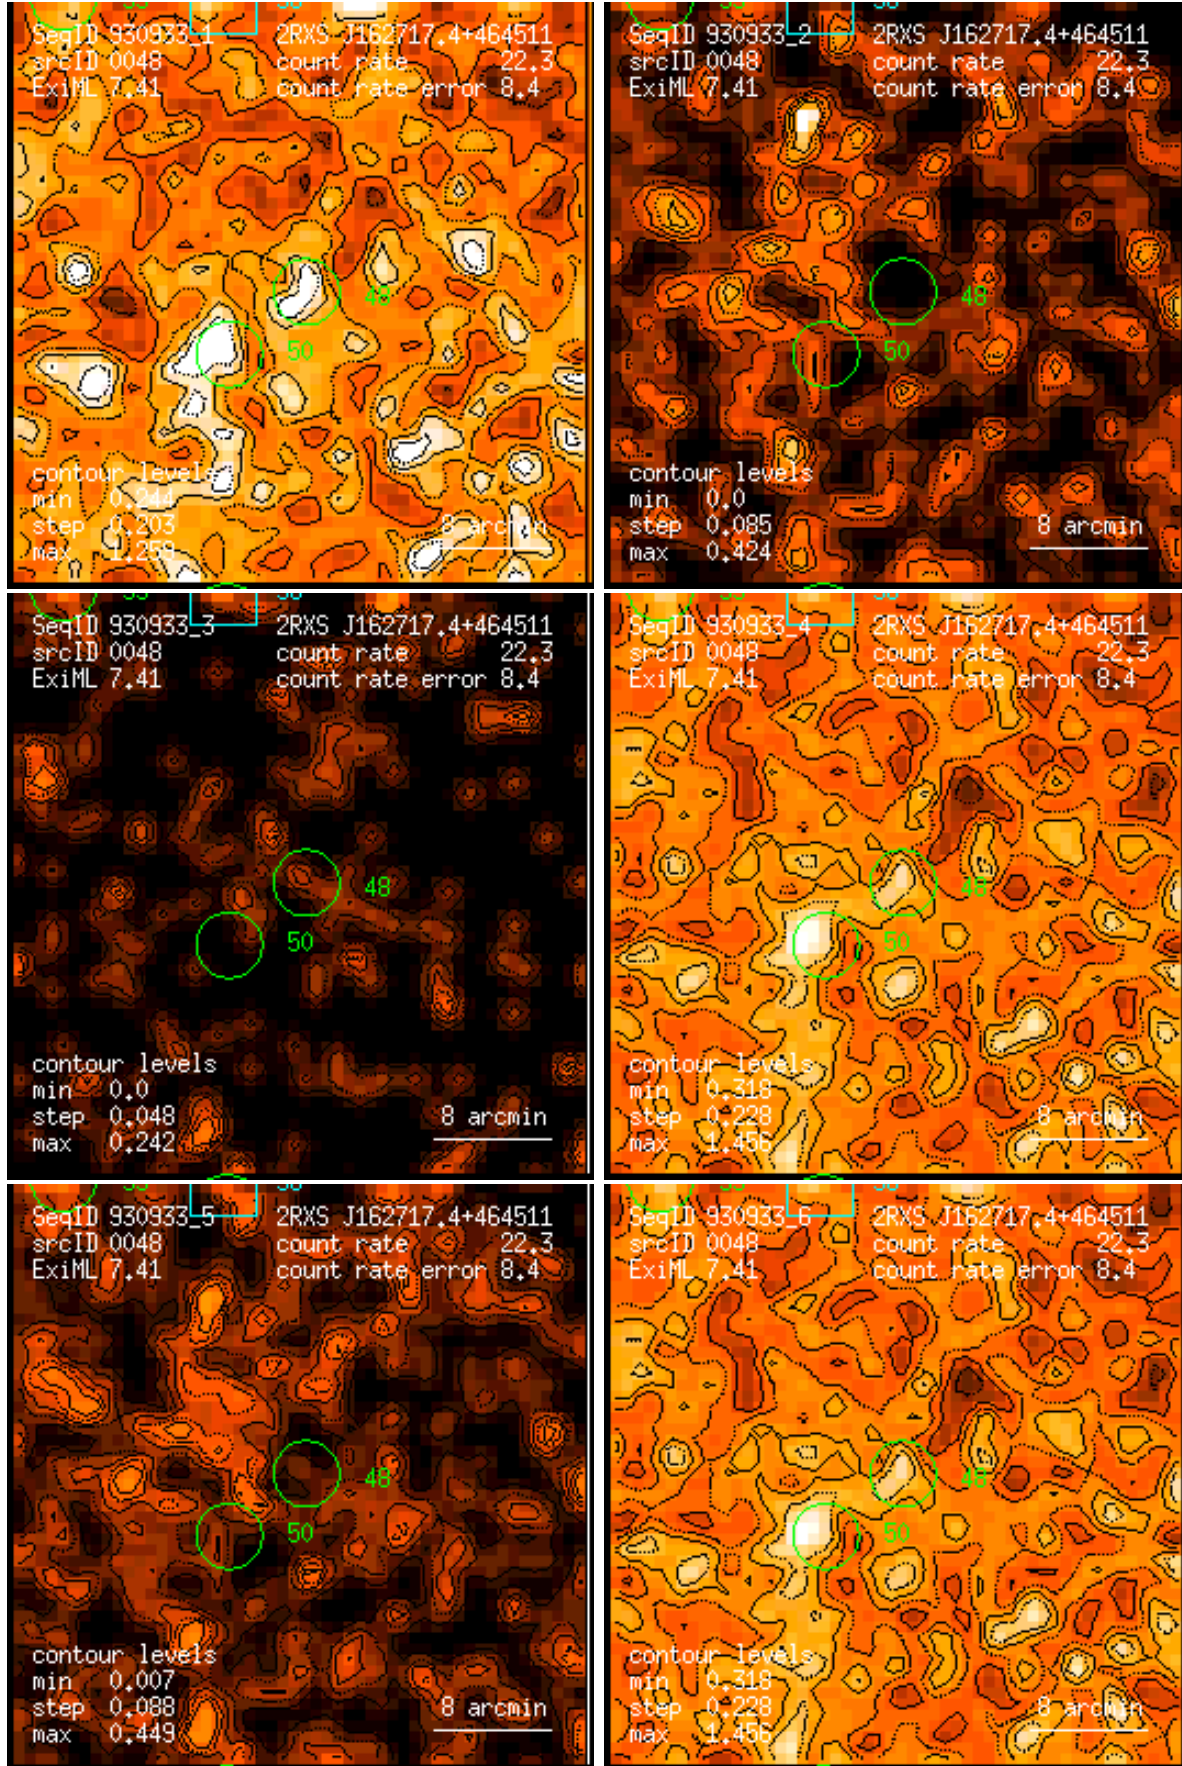 SeqID 930933_1 2RXS J162717.4+464511
srcID 0048 count rate 22.3
ExiML 7.41 count rate error 8.4
48
50
contour levels
min 0.244
step 0.203
max 1.259
8 arcmin
SeqID 930933_2 2RXS J162717.4+464511
srcID 0048 count rate 22.3
ExiML 7.41 count rate error 8.4
48
50
contour levels
min 0.0
step 0.085
max 0.424
8 arcmin
SeqID 930933_3 2RXS J162717.4+464511
srcID 0048 count rate 22.3
ExiML 7.41 count rate error 8.4
48
50
contour levels
min 0.0
step 0.048
max 0.242
8 arcmin
SeqID 930933_4 2RXS J162717.4+464511
srcID 0048 count rate 22.3
ExiML 7.41 count rate error 8.4
48
50
contour levels
min 0.318
step 0.228
max 1.456
8 arcmin
SeqID 930933_5 2RXS J162717.4+464511
srcID 0048 count rate 22.3
ExiML 7.41 count rate error 8.4
48
50
contour levels
min 0.007
step 0.088
max 0.449
8 arcmin
SeqID 930933_6 2RXS J162717.4+464511
srcID 0048 count rate 22.3
ExiML 7.41 count rate error 8.4
48
50
contour levels
min 0.318
step 0.228
max 1.456
8 arcmin